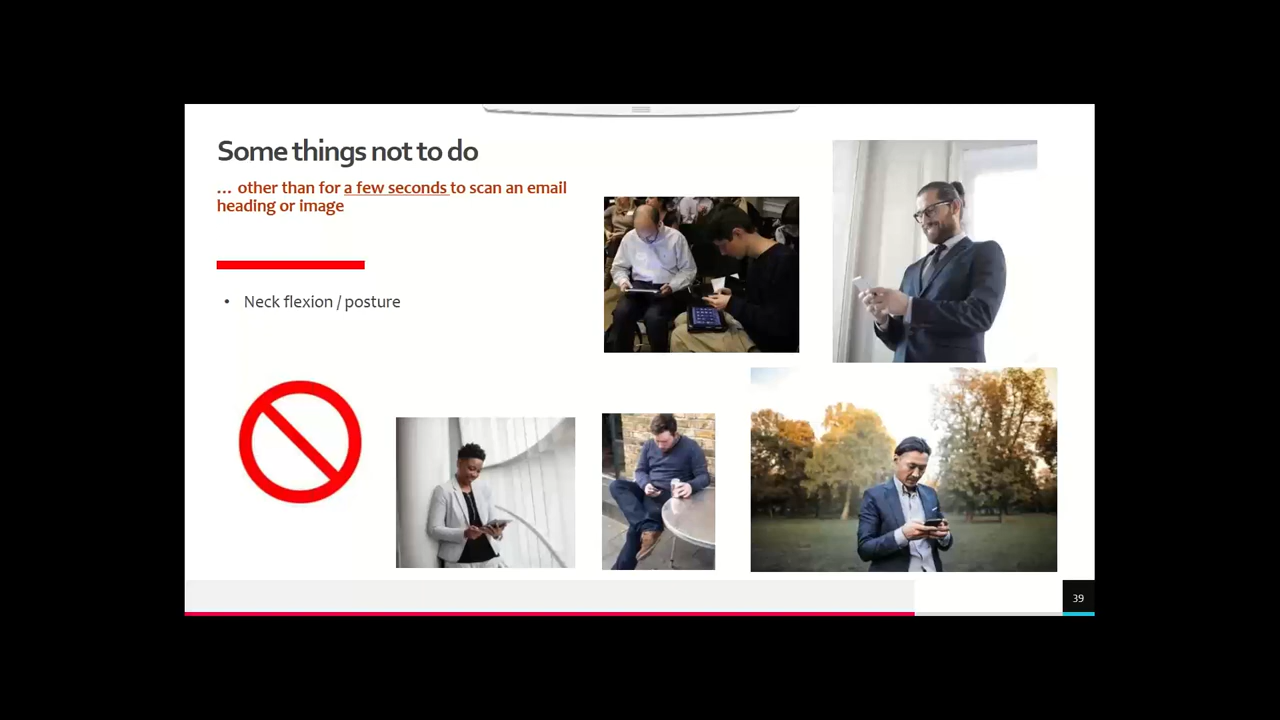 Some things not to do
... other than for a few seconds to scan an email
heading or image
• Neck flexion / posture
39